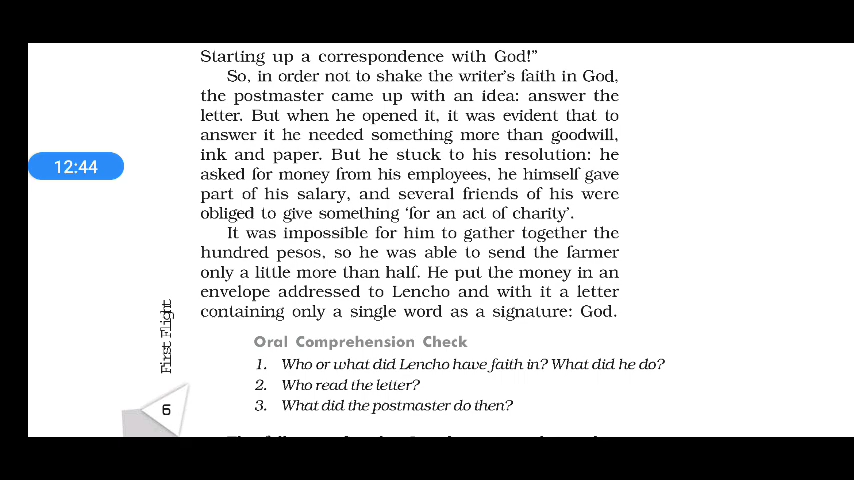 Starting up a correspondence with God!”
So, in order not to shake the writer’s faith in God,
the postmaster came up with an idea: answer the
letter. But when he opened it, it was evident that to
answer it he needed something more than goodwill,
ink and paper. But he stuck to his resolution: he
asked for money from his employees, he himself gave
part of his salary, and several friends of his were
obliged to give something ‘for an act of charity’.
It was impossible for him to gather together the
hundred pesos, so he was able to send the farmer
only a little more than half. He put the money in an
envelope addressed to Lencho and with it a letter
containing only a single word as a signature: God.
Oral Comprehension Check
1. Who or what did Lencho have faith in? What did he do?
2. Who read the letter?
3. What did the postmaster do then?
12:44
First Flight
6